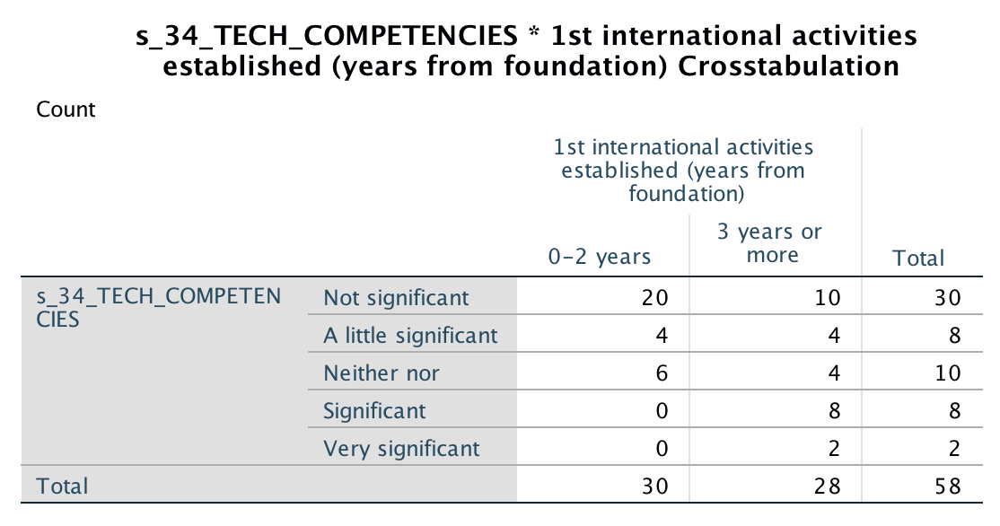 s_34_TECH_COMPETENCIES * 1st international activities
established (years from foundation) Crosstabulation
Count
1st international activities
established (years from
foundation)
0-2 years
3 years or
more
Total
s_34_TECH_COMPETEN
CIES
Not significant 20 10 30
A little significant 4 4 8
Neither nor 6 4 10
Significant 0 8 8
Very significant 0 2 2
Total 30 28 58